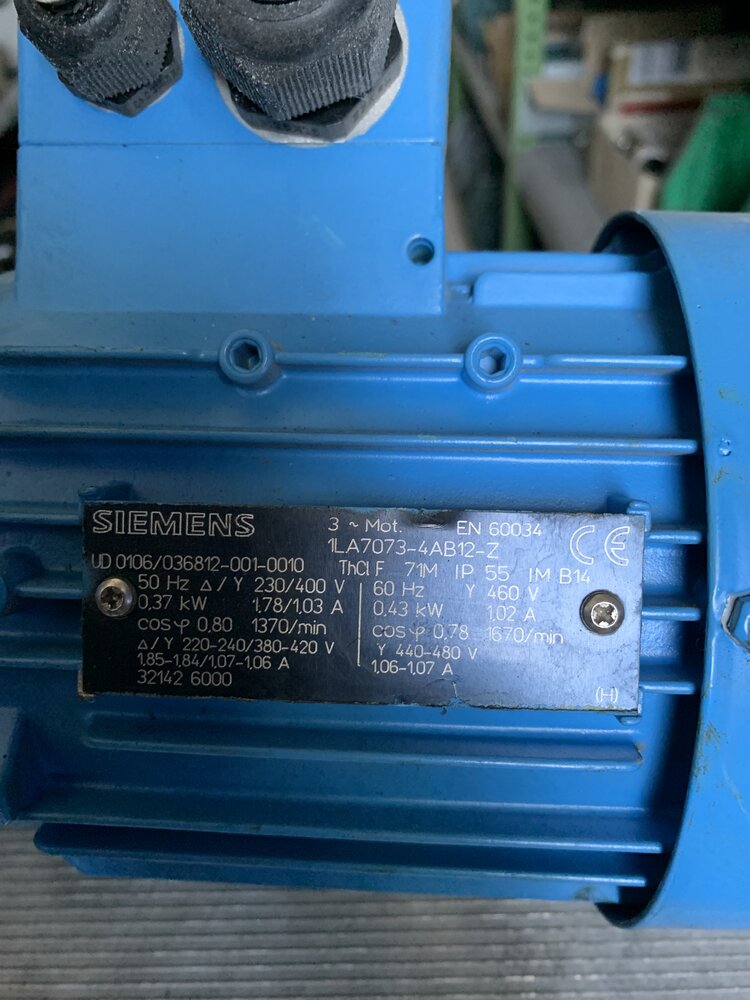 SIEMENS
3 ~ Mot. EN 60034
1LA7073-4AB12-Z
CE
UD 0106/036812-001-0010 Th.Cl.F 71M IP 55 IM B14
50 Hz Δ/Y 230/400 V
0,37 kW 1.78/1.03 A
cos φ 0,80 1370/min
Δ/Y 220-240/380-420 V
1.85-1.84/1.07-1.06 A
32142 6000
60 Hz Y 460 V
0,43 kW 1.02 A
cos φ 0,78 1670/min
Y 440-480 V
1.06-1.07 A
(H)